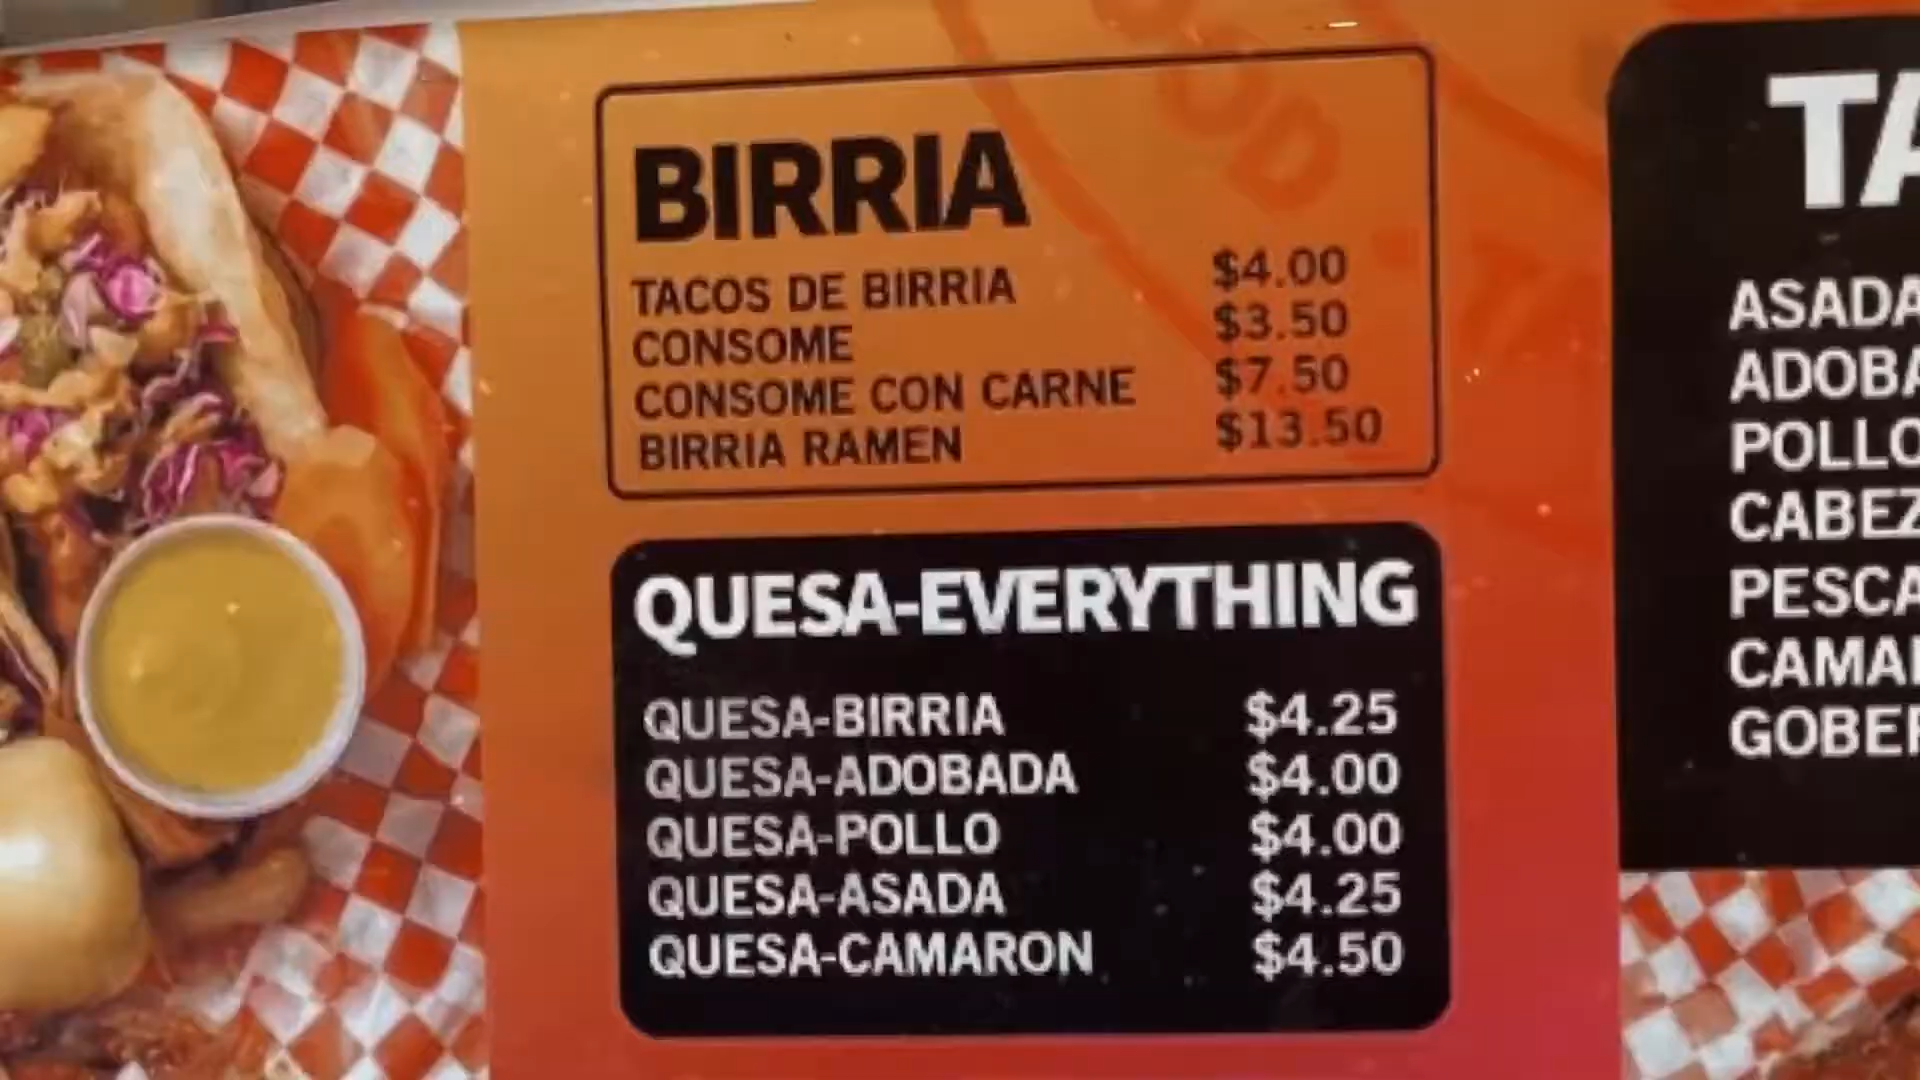 BIRRIA
TACOS DE BIRRIA $4.00
CONSOME $3.50
CONSOME CON CARNE $7.50
BIRRIA RAMEN $13.50
QUESA-EVERYTHING
QUESA-BIRRIA $4.25
QUESA-ADOBADA $4.00
QUESA-POLLO $4.00
QUESA-ASADA $4.25
QUESA-CAMARON $4.50
ASADA
POLLO